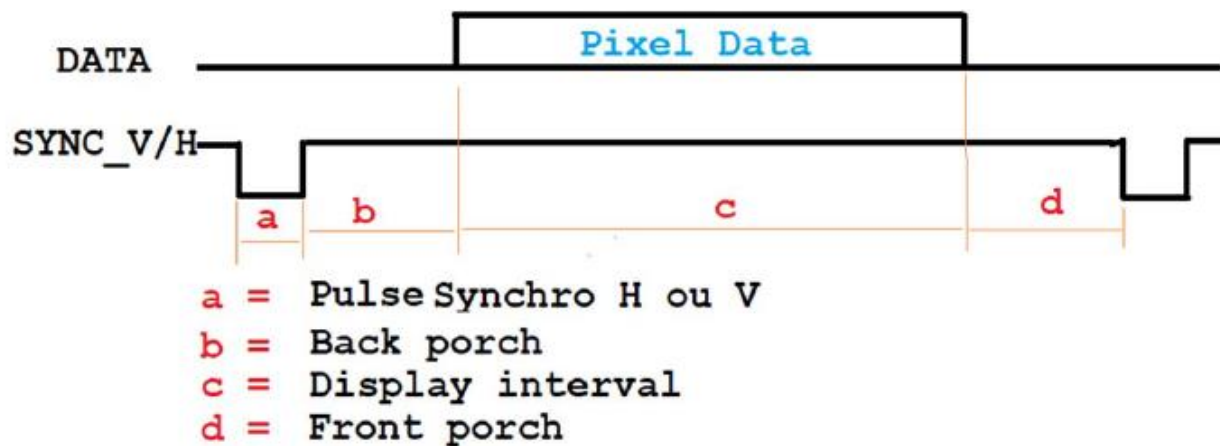 Pixel Data
DATA
SYNC_V/H
a
b
c
d
a = Pulse Synchro H ou V
b = Back porch
c = Display interval
d = Front porch